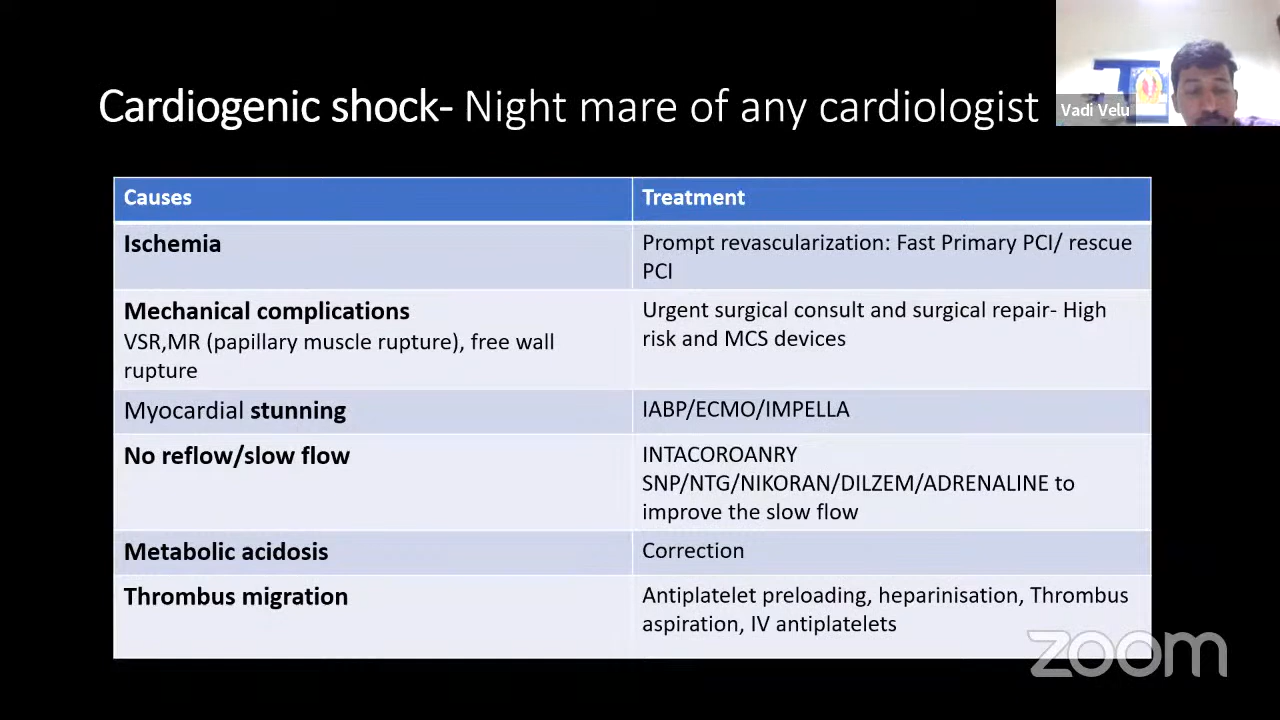 Cardiogenic shock- Night mare of any cardiologist
Vadi Velu
Causes
Treatment
Ischemia
Prompt revascularization: Fast Primary PCI/ rescue
PCI
Mechanical complications
VSR,MR (papillary muscle rupture), free wall
rupture
Urgent surgical consult and surgical repair- High
risk and MCS devices
Myocardial stunning
IABP/ECMO/IMPELLA
No reflow/slow flow
INTACOROANRY
SNP/NTG/NIKORAN/DILZEM/ADRENALINE to
improve the slow flow
Metabolic acidosis
Correction
Thrombus migration
Antiplatelet preloading, heparinisation, Thrombus
aspiration, IV antiplatelets
zoom